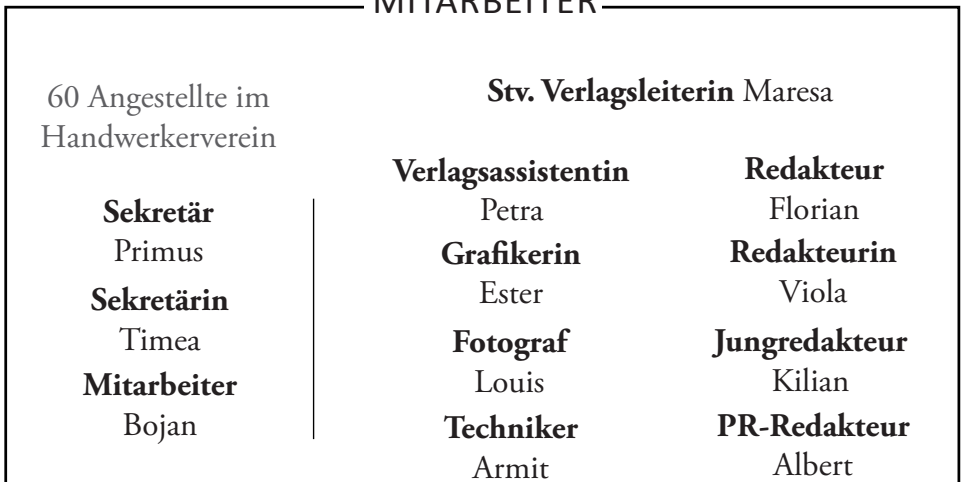 MITARBEITER
60 Angestellte im
Handwerkerverein
Sekretär
Primus
Sekretärin
Timea
Mitarbeiter
Bojan
Stv. Verlagsleiterin Maresa
Verlagsassistentin
Petra
Grafikerin
Ester
Fotograf
Louis
Techniker
Armit
Redakteur
Florian
Redakteurin
Viola
Jungredakteur
Kilian
PR-Redakteur
Albert